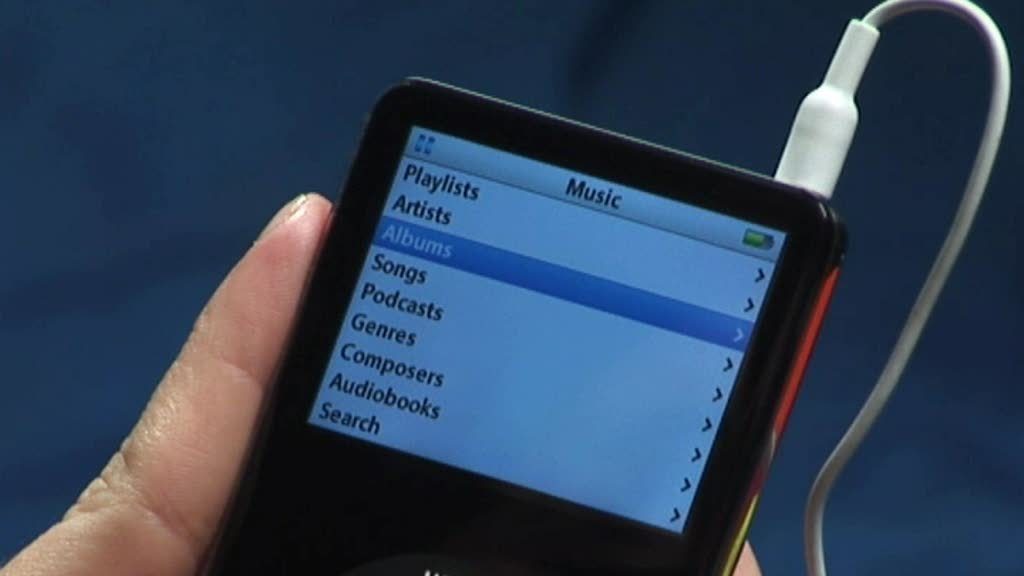 Music
Playlists
Artists
Albums
Songs
Podcasts
Genres
Composers
Audiobooks
Search